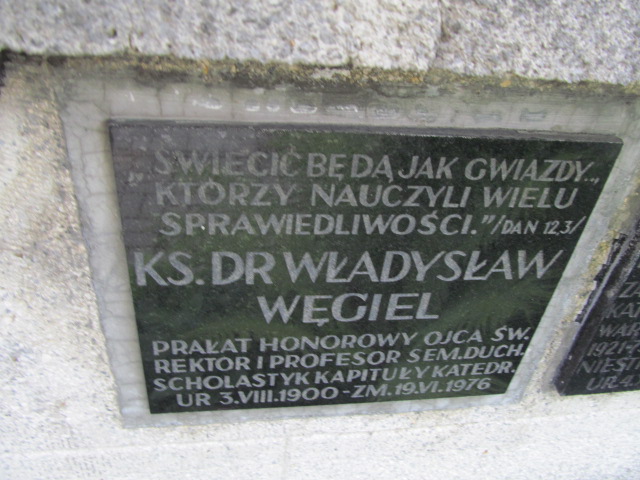 „ŚWIECIĆ BĘDĄ JAK GWIAZDY..,
KTÓRZY NAUCZYLI WIELU
SPRAWIEDLIWOŚCI."/DAN 12,3/
KS. DR WŁADYSŁAW
WĘGIEL
PRAŁAT HONOROWY OJCA ŚW.
REKTOR I PROFESOR SEM. DUCH.
SCHOLASTYK KAPITUŁY KATEDR.
UR 3.VIII.1900 - ZM. 19.VI.1976
1921-